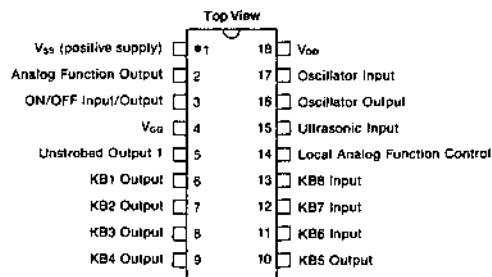 Top View
V_SS (positive supply) •1 18 V_DD
Analog Function Output 2 17 Oscillator Input
ON/OFF Input/Output 3 16 Oscillator Output
V_GG 4 15 Ultrasonic Input
Unstrobed Output 1 5 14 Local Analog Function Control
KB1 Output 6 13 KB8 Input
KB2 Output 7 12 KB7 Input
KB3 Output 8 11 KB6 Input
KB4 Output 9 10 KB5 Output